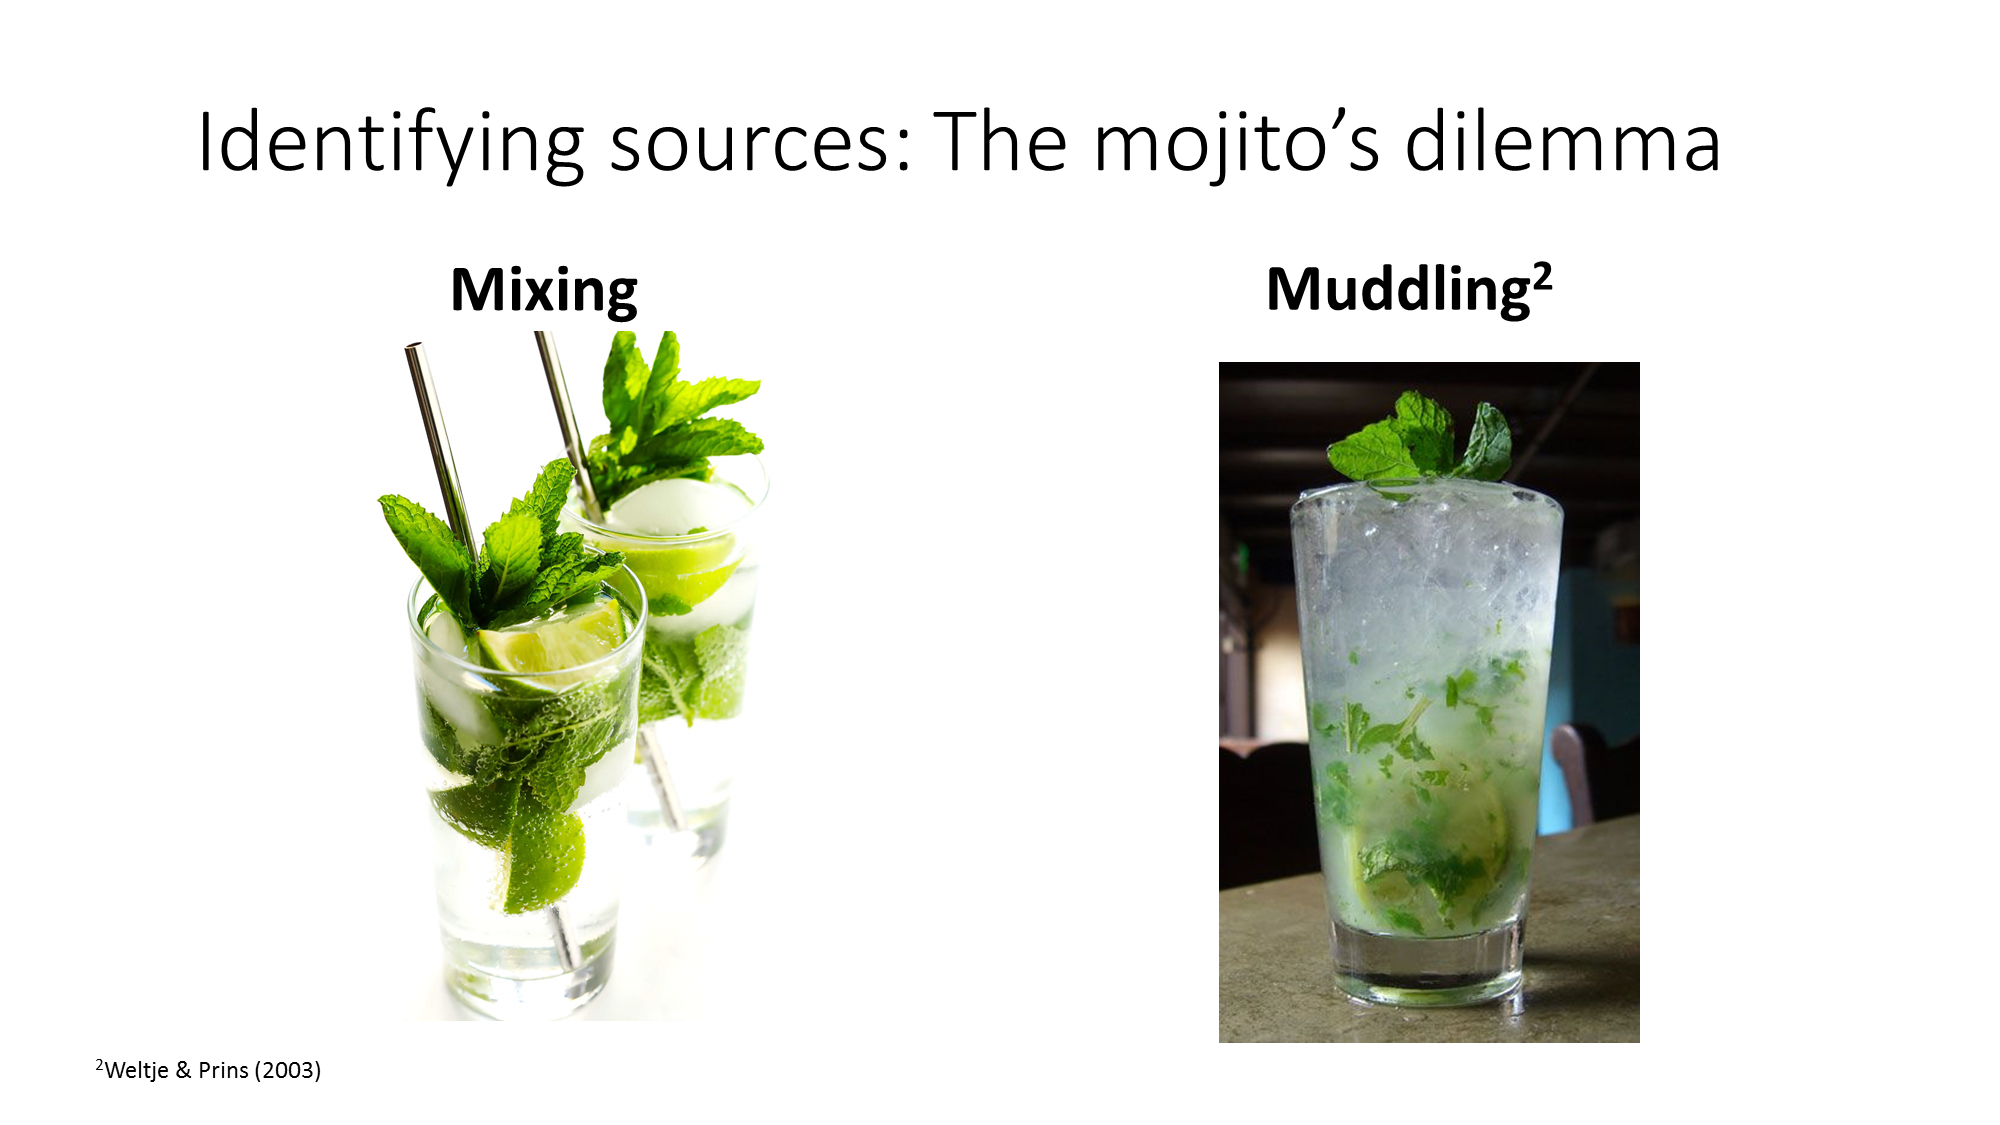 Identifying sources: The mojito’s dilemma
Mixing
Muddling²
²Weltje & Prins (2003)